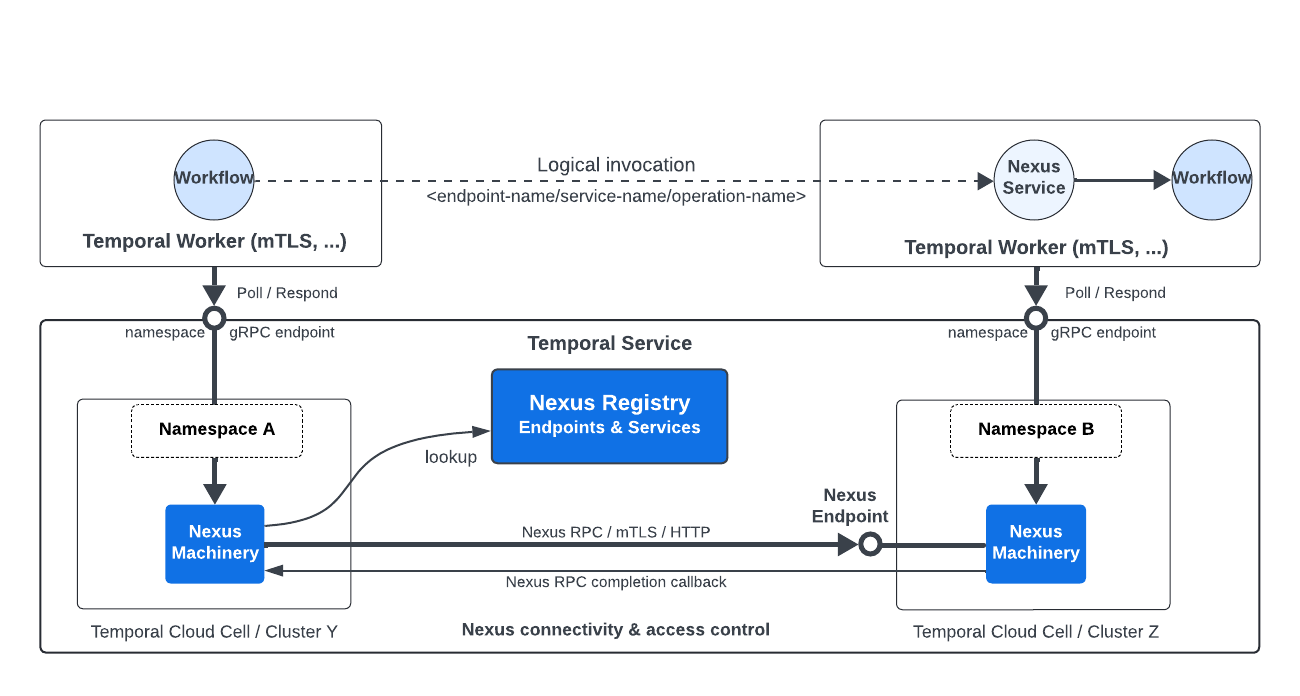 Workflow
Logical invocation
<endpoint-name/service-name/operation-name>
Nexus
Service
Workflow
Temporal Worker (mTLS, ...)
Temporal Worker (mTLS, ...)
Poll / Respond
Poll / Respond
namespace
gRPC endpoint
namespace
gRPC endpoint
Temporal Service
Nexus Registry
Endpoints & Services
Namespace A
Namespace B
lookup
Nexus
Endpoint
Nexus
Machinery
Nexus RPC / mTLS / HTTP
Nexus
Machinery
Nexus RPC completion callback
Temporal Cloud Cell / Cluster Y
Nexus connectivity & access control
Temporal Cloud Cell / Cluster Z